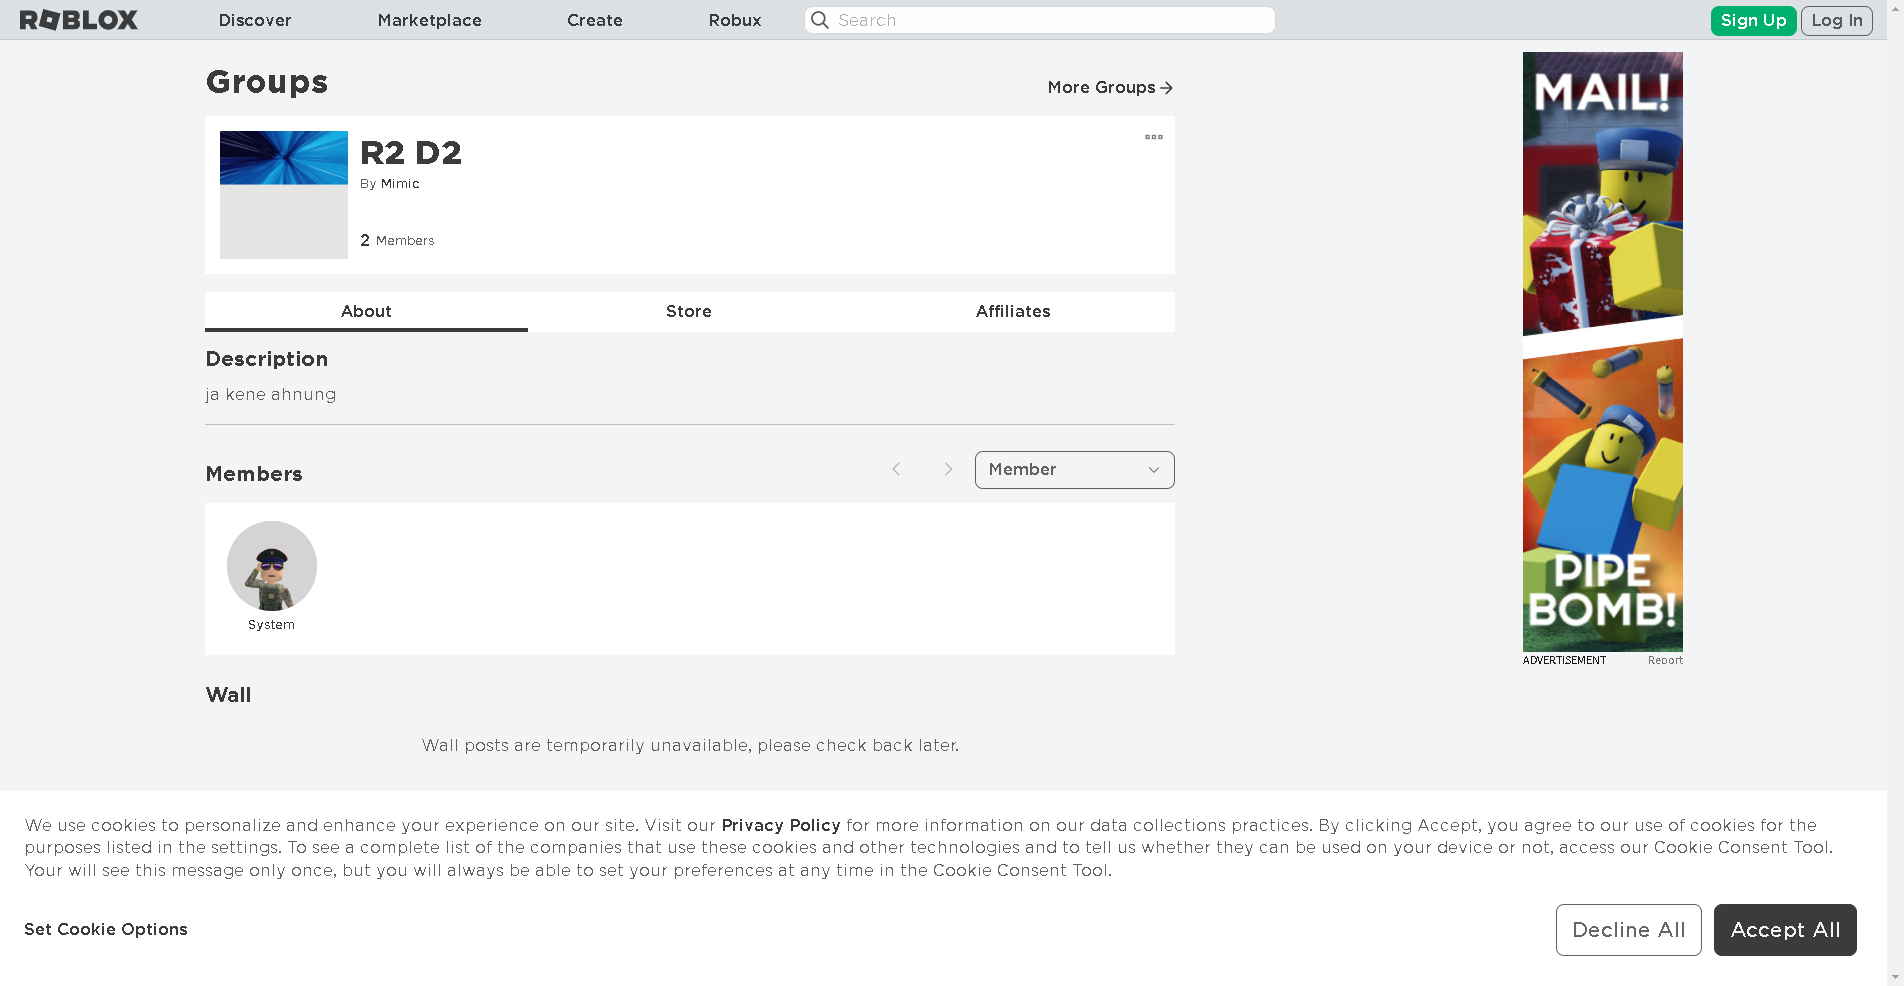 ROBLOX Discover Marketplace Create Robux Search Sign Up Log In
Groups
More Groups
R2 D2
By Mimic
2 Members
About Store Affiliates
Description
ja kene ahnung
Members
Member
System
Wall
Wall posts are temporarily unavailable, please check back later.
MAIL!
PIPE
BOMB!
ADVERTISEMENT Report
We use cookies to personalize and enhance your experience on our site. Visit our Privacy Policy for more information on our data collections practices. By clicking Accept, you agree to our use of cookies for the
purposes listed in the settings. To see a complete list of the companies that use these cookies and other technologies and to tell us whether they can be used on your device or not, access our Cookie Consent Tool.
Your will see this message only once, but you will always be able to set your preferences at any time in the Cookie Consent Tool.
Set Cookie Options
Decline All
Accept All